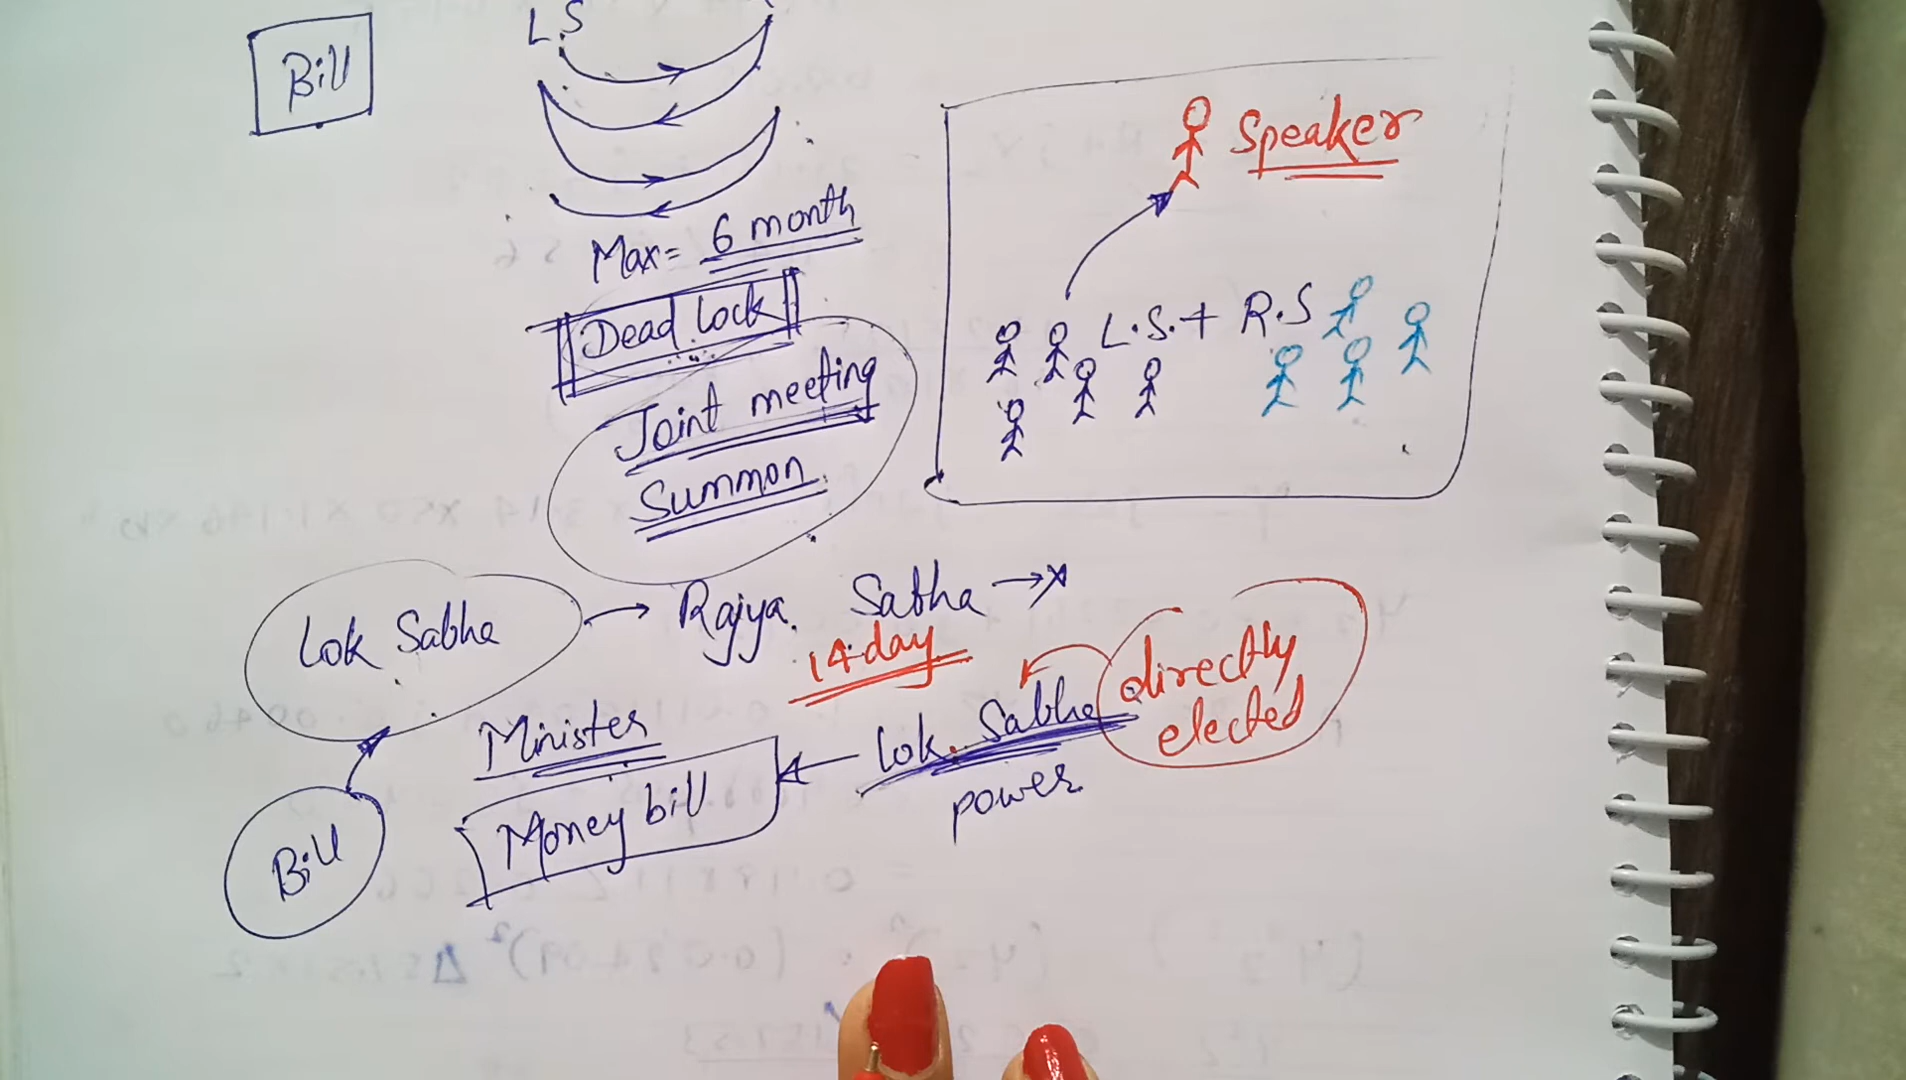 Bill
L.S
Max= 6 month
Dead lock
Joint meeting
Summon
Speaker
L.S.+ R.S
Lok Sabha → Rajya Sabha →x
14 day
directly
elected
Minister
Lok Sabha
power
Money bill
Bill